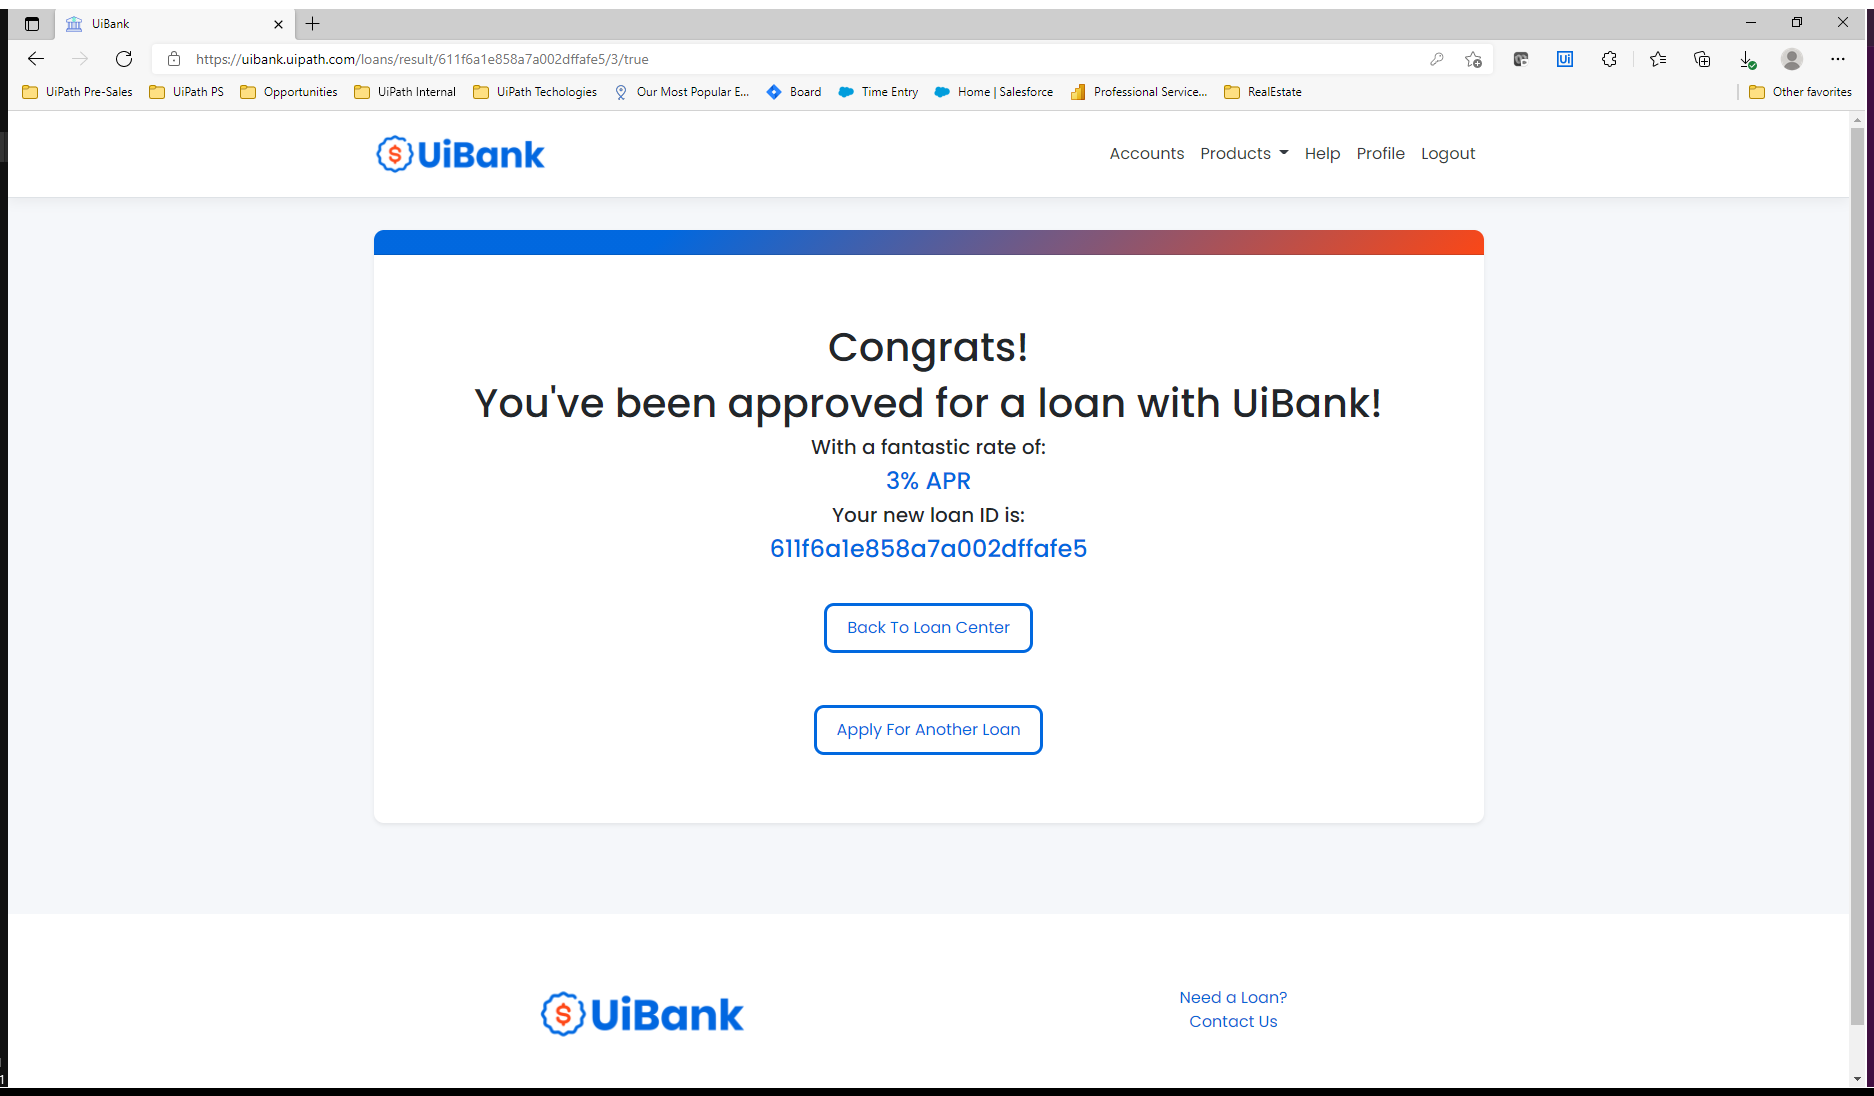 UiBank
https://uibank.uipath.com/loans/result/611f6a1e858a7a002dffafe5/3/true
Ui
UiPath Pre-Sales UiPath PS Opportunities UiPath Internal UiPath Techologies Our Most Popular E... Board Time Entry Home | Salesforce Professional Service... RealEstate Other favorites
$ UiBank Accounts Products Help Profile Logout
Congrats!
You've been approved for a loan with UiBank!
With a fantastic rate of:
3% APR
Your new loan ID is:
611f6a1e858a7a002dffafe5
Back To Loan Center
Apply For Another Loan
$ UiBank
Need a Loan?
Contact Us
1